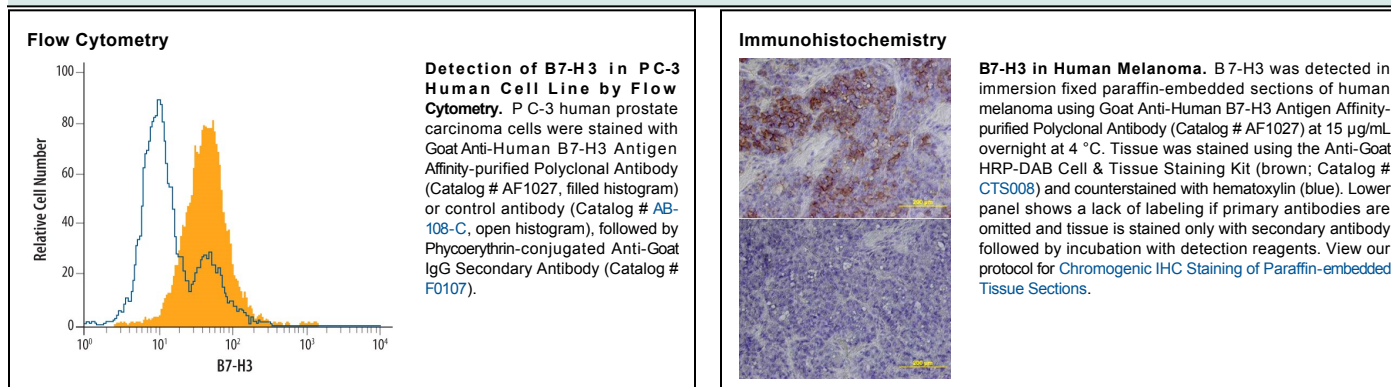 Flow Cytometry
100
80
60
40
20
0
Relative Cell Number
10⁰ 10¹ 10² 10³ 10⁴
B7-H3
Detection of B7-H3 in PC-3
Human Cell Line by Flow
Cytometry. PC-3 human prostate
carcinoma cells were stained with
Goat Anti-Human B7-H3 Antigen
Affinity-purified Polyclonal Antibody
(Catalog # AF1027, filled histogram)
or control antibody (Catalog # AB-
108-C, open histogram), followed by
Phycoerythrin-conjugated Anti-Goat
IgG Secondary Antibody (Catalog #
F0107).
Immunohistochemistry
200 µm
200 µm
B7-H3 in Human Melanoma. B7-H3 was detected in
immersion fixed paraffin-embedded sections of human
melanoma using Goat Anti-Human B7-H3 Antigen Affinity-
purified Polyclonal Antibody (Catalog # AF1027) at 15 µg/mL
overnight at 4 °C. Tissue was stained using the Anti-Goat
HRP-DAB Cell & Tissue Staining Kit (brown; Catalog #
CTS008) and counterstained with hematoxylin (blue). Lower
panel shows a lack of labeling if primary antibodies are
omitted and tissue is stained only with secondary antibody
followed by incubation with detection reagents. View our
protocol for Chromogenic IHC Staining of Paraffin-embedded
Tissue Sections.